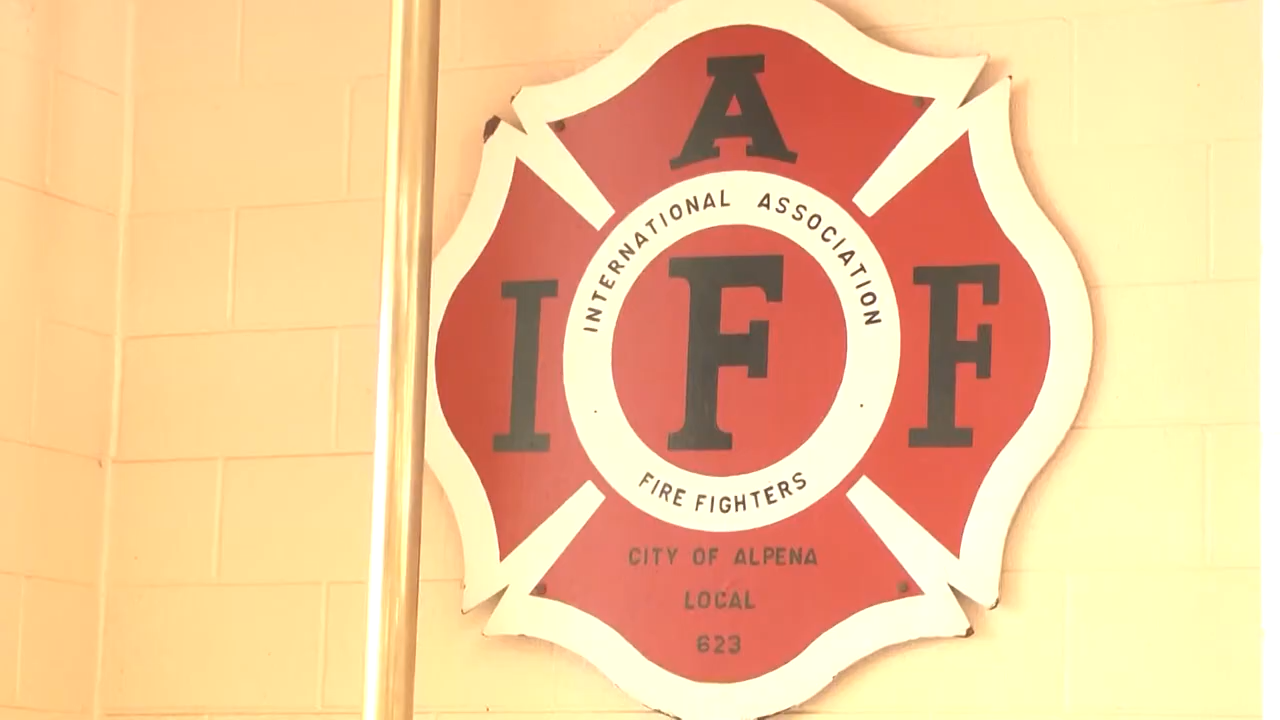 A
INTERNATIONAL ASSOCIATION
I F F
FIRE FIGHTERS
CITY OF ALPENA
LOCAL
623